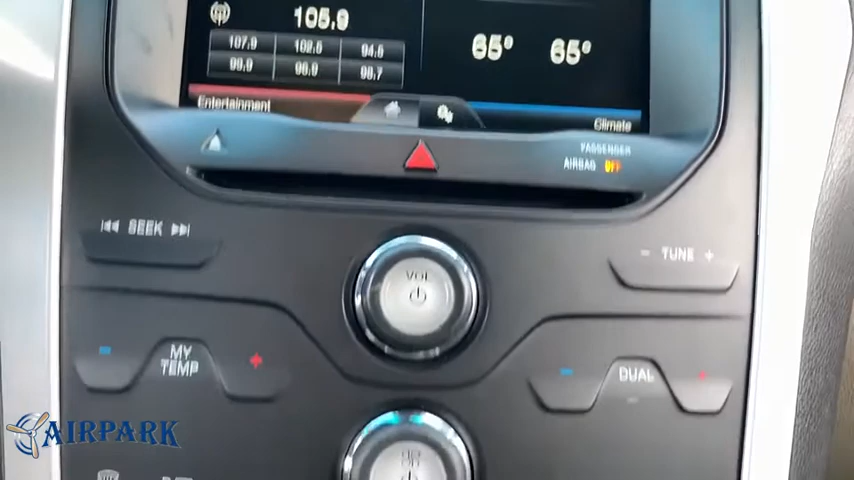 105.9
107.9 102.5 94.5
99.9 96.9 98.7
65° 65°
Entertainment
Climate
PASSENGER
AIRBAG OFF
SEEK
VOL
- TUNE +
MY
TEMP
- +
- DUAL +
AIRPARK